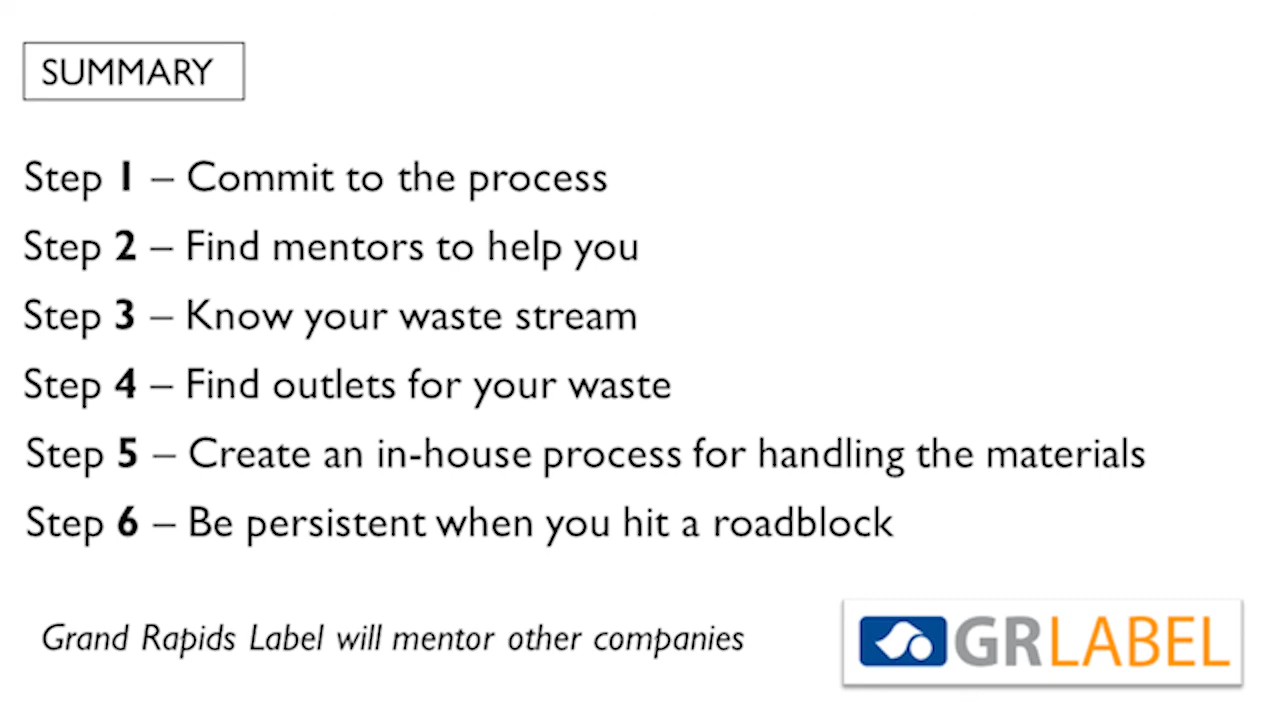 SUMMARY
Step 1 – Commit to the process
Step 2 – Find mentors to help you
Step 3 – Know your waste stream
Step 4 – Find outlets for your waste
Step 5 – Create an in-house process for handling the materials
Step 6 – Be persistent when you hit a roadblock
Grand Rapids Label will mentor other companies
GRLABEL